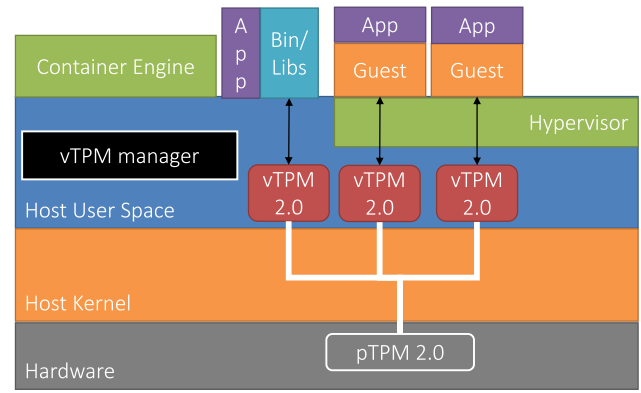 Container Engine
App
Bin/
Libs
App
Guest
App
Guest
Hypervisor
vTPM manager
vTPM
2.0
vTPM
2.0
vTPM
2.0
Host User Space
Host Kernel
pTPM 2.0
Hardware